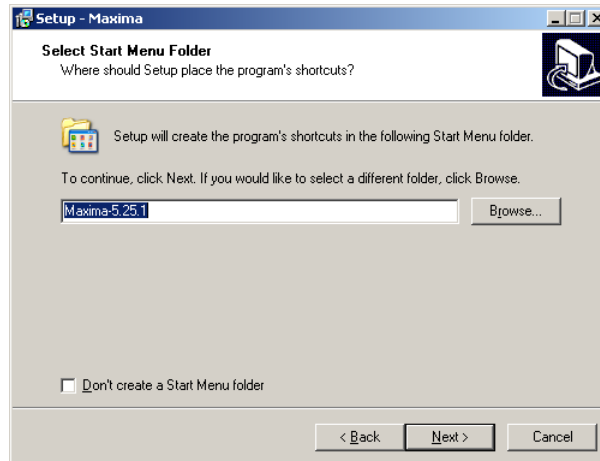 Setup - Maxima
Select Start Menu Folder
Where should Setup place the program's shortcuts?
Setup will create the program's shortcuts in the following Start Menu folder.
To continue, click Next. If you would like to select a different folder, click Browse.
Maxima-5.25.1
Browse...
Don't create a Start Menu folder
< Back
Next >
Cancel